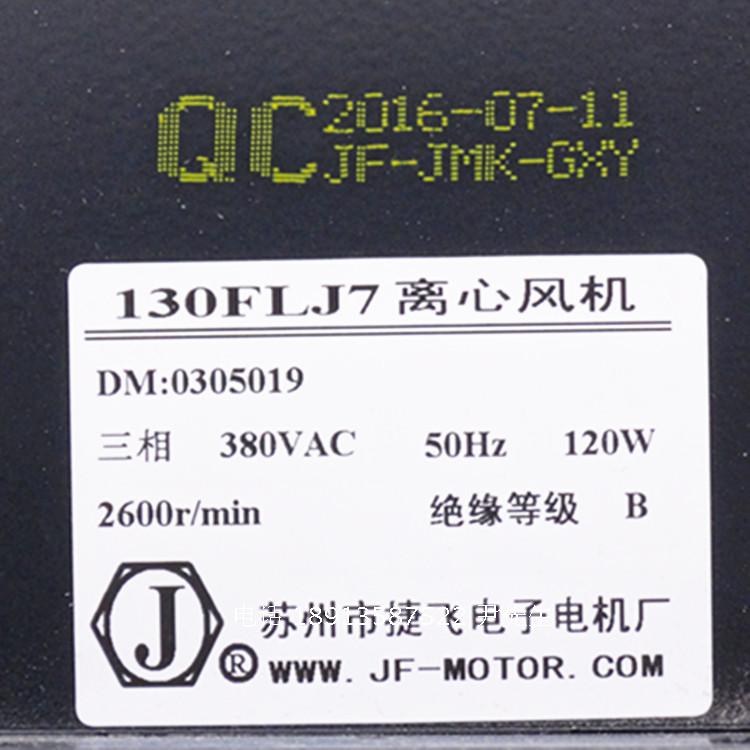 QC 2016-07-11
JF-JMK-GXY
130FLJ7 离心风机
DM:0305019
三相 380VAC 50Hz 120W
2600r/min 绝缘等级 B
J
苏州市捷飞电子电机厂
® WWW. JF-MOTOR. COM